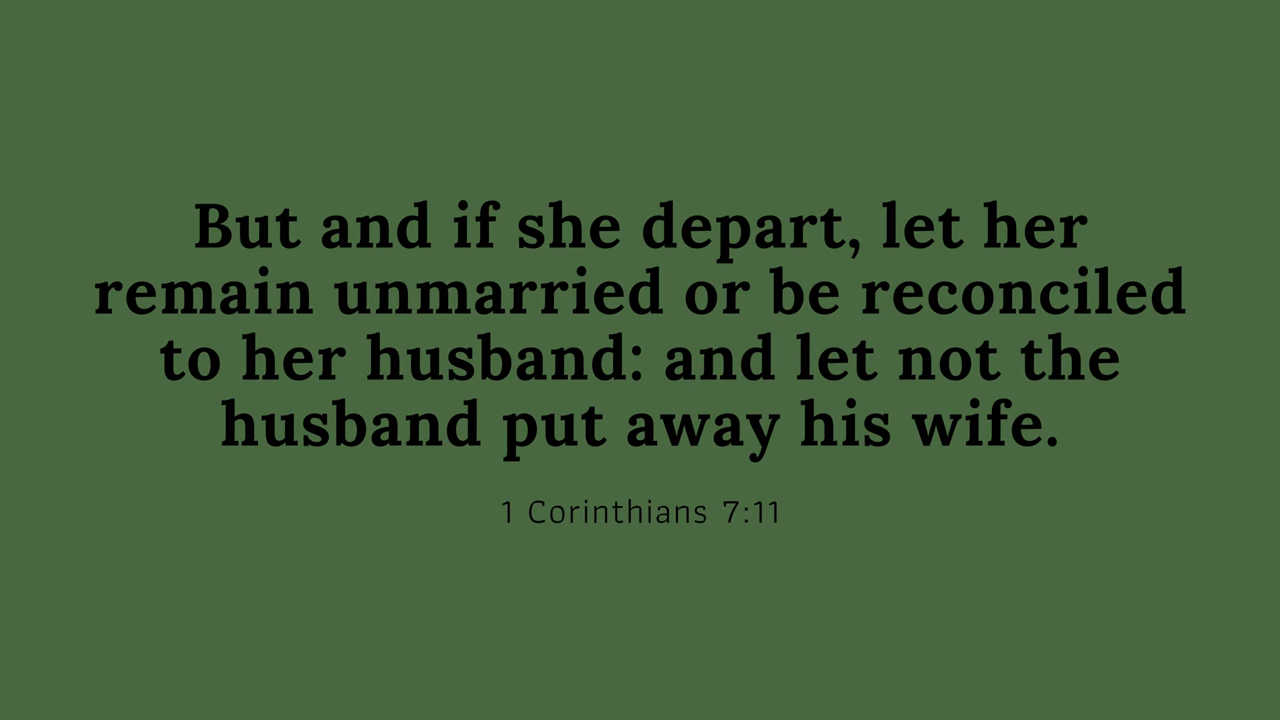 But and if she depart, let her
remain unmarried or be reconciled
to her husband: and let not the
husband put away his wife.
1 Corinthians 7:11